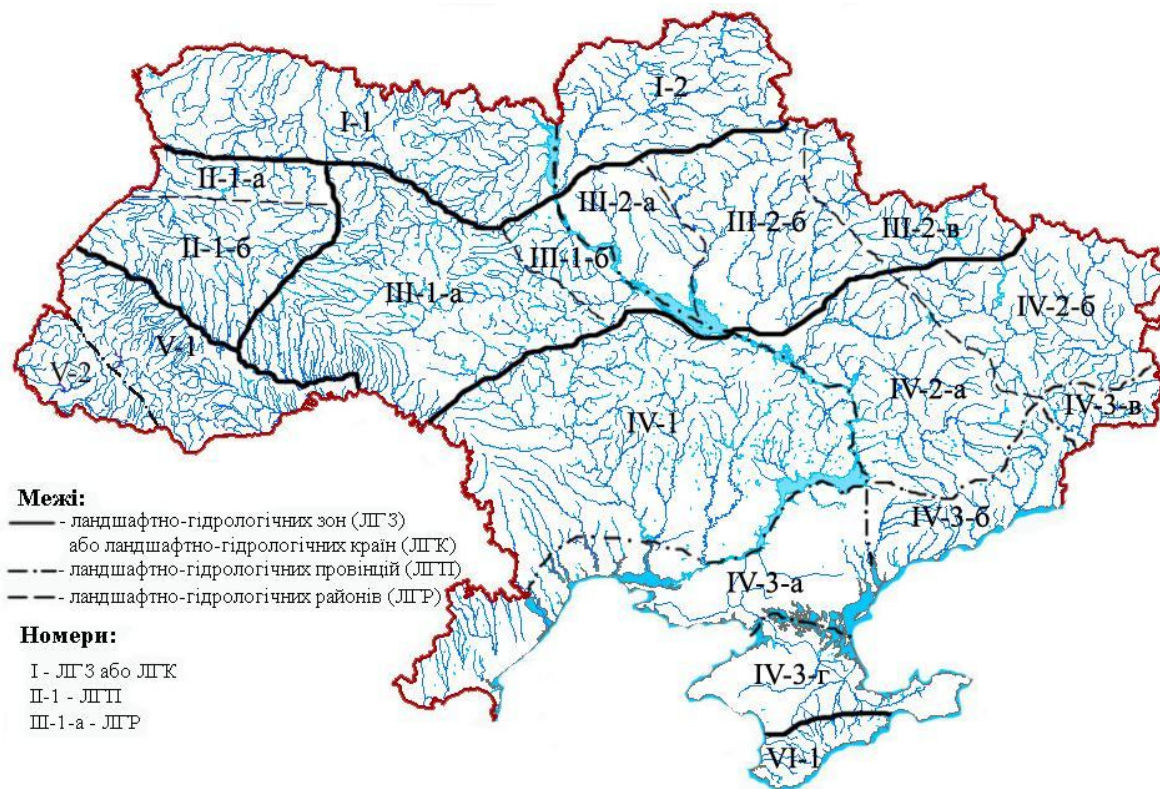 I-2
I-1
II-1-а
III-2-а
III-2-б
III-2-в
II-1-б
III-1-б
III-1-а
IV-2-б
V-1
V-2
IV-2-а
IV-3-в
IV-1
IV-3-б
IV-3-а
IV-3-г
VI-1
Межі:
- ландшафтно-гідрологічних зон (ЛГЗ)
або ландшафтно-гідрологічних країн (ЛГК)
- ландшафтно-гідрологічних провінцій (ЛГП)
- ландшафтно-гідрологічних районів (ЛГР)
Номери:
I - ЛГЗ або ЛГК
II-1 - ЛГП
III-1-а - ЛГР